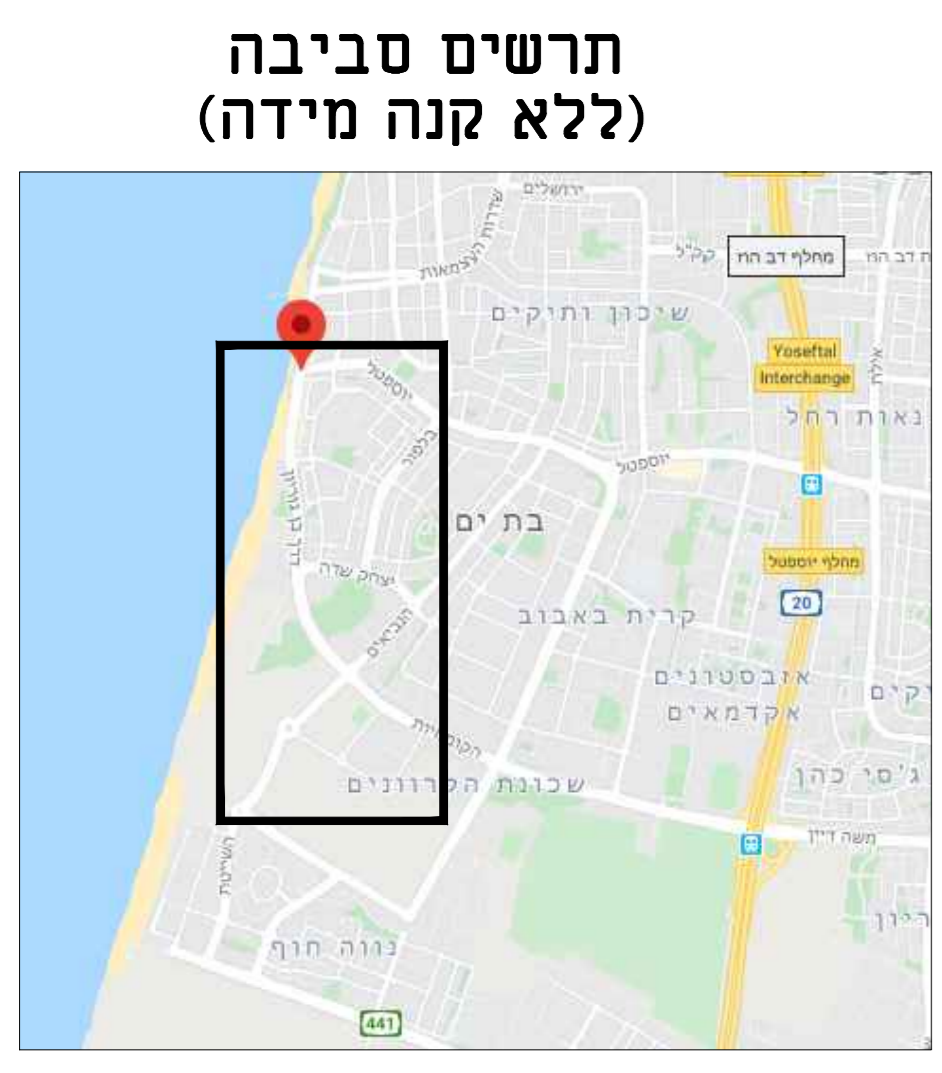 תרשים סביבה
(ללא קנה מידה)
ירושלים
שדרות העצמאות
קק"ל
מחלף דב הוז
שיכון ותיקים
Yoseftal
Interchange
אילת
נאות רחל
יוספטל
בלפור
יוספטל
דרך בן גוריון
בת ים
יצחק שדה
מחלף יוספטל
20
הנביאים
קרית באבוב
אזבסטונים
אקדמאים
הקוממיות
שכונת הקרוונים
ג'סי כהן
משה דיין
השייטת
נווה חוף
441